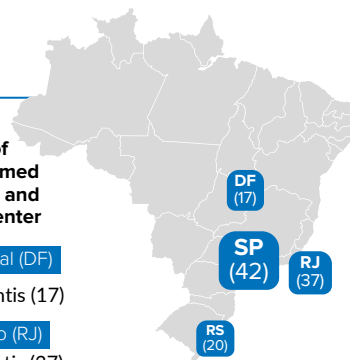 of
med
and
enter
al (DF)
ntis (17)
o (RJ)
DF
(17)
SP
(42)
RJ
(37)
RS
(20)